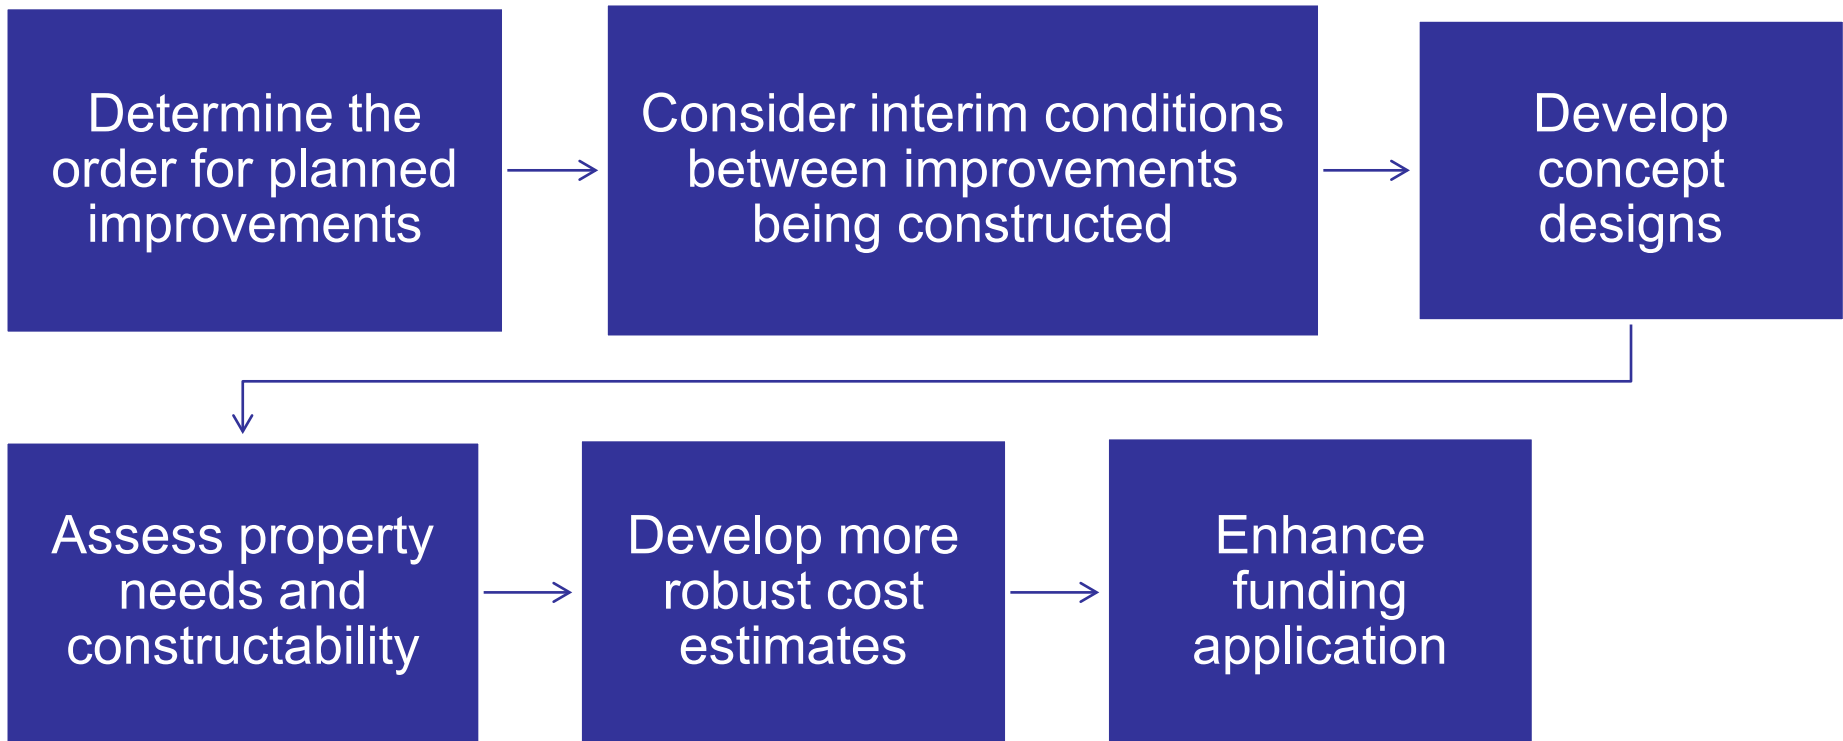 Determine the
order for planned
improvements
Consider interim conditions
between improvements
being constructed
Develop
concept
designs
Assess property
needs and
constructability
Develop more
robust cost
estimates
Enhance
funding
application